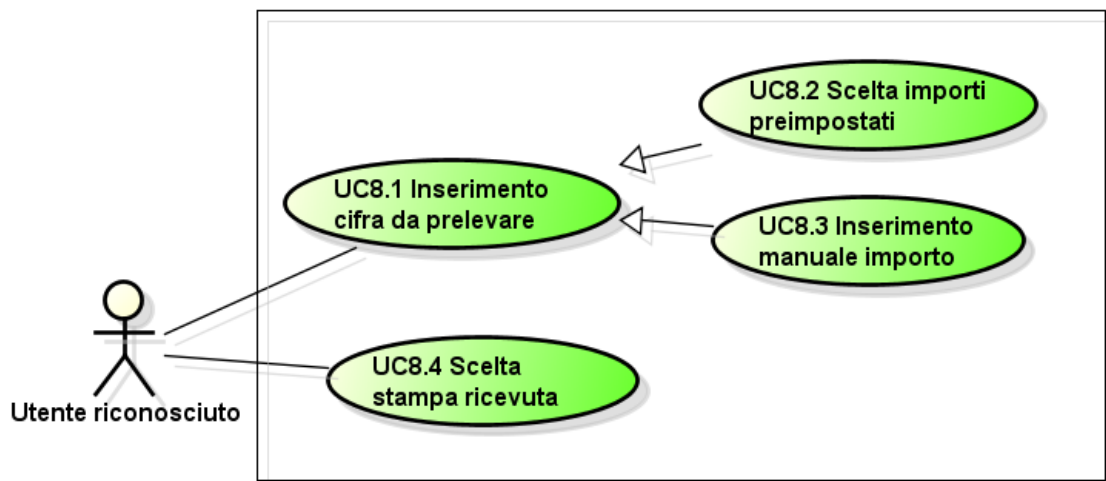 UC8.2 Scelta importi
preimpostati
UC8.1 Inserimento
cifra da prelevare
UC8.3 Inserimento
manuale importo
UC8.4 Scelta
stampa ricevuta
Utente riconosciuto